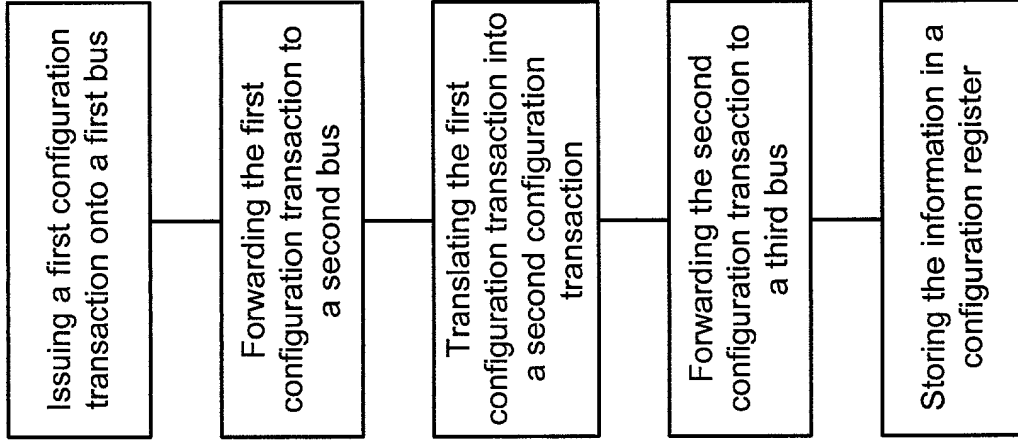 Issuing a first configuration
transaction onto a first bus
Forwarding the first
configuration transaction to
a second bus
Translating the first
configuration transaction into
a second configuration
transaction
Forwarding the second
configuration transaction to
a third bus
Storing the information in a
configuration register